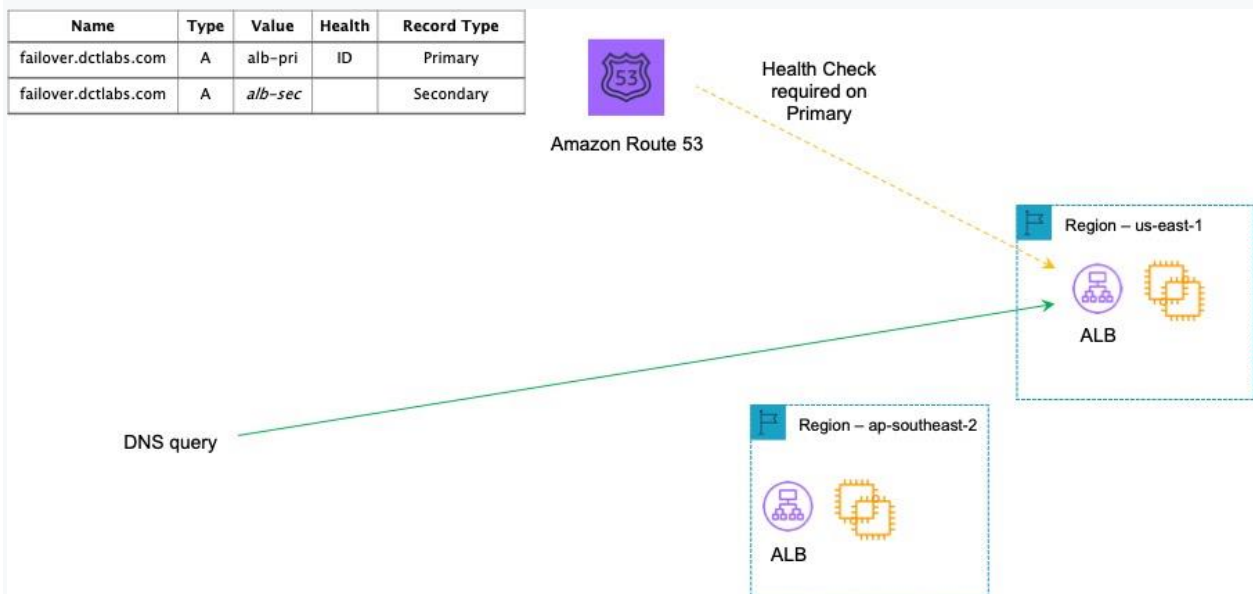 Name Type Value Health Record Type
failover.dctlabs.com A alb-pri ID Primary
failover.dctlabs.com A alb-sec Secondary
53
Amazon Route 53
Health Check
required on
Primary
Region – us-east-1
ALB
DNS query
Region – ap-southeast-2
ALB